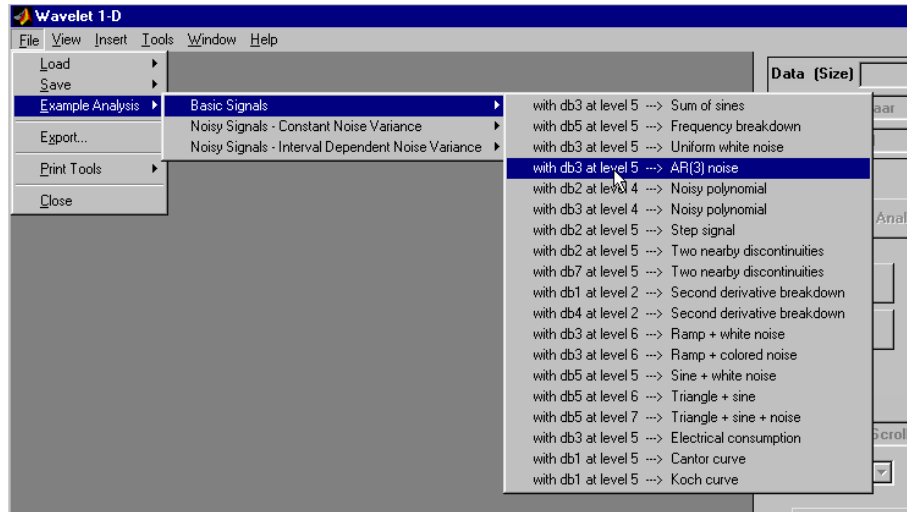 Wavelet 1-D
File View Insert Tools Window Help
Load
Save
Example Analysis
Export...
Print Tools
Close
Basic Signals
Noisy Signals - Constant Noise Variance
Noisy Signals - Interval Dependent Noise Variance
with db3 at level 5 ---> Sum of sines
with db5 at level 5 ---> Frequency breakdown
with db3 at level 5 ---> Uniform white noise
with db3 at level 5 ---> AR(3) noise
with db2 at level 4 ---> Noisy polynomial
with db3 at level 4 ---> Noisy polynomial
with db2 at level 5 ---> Step signal
with db2 at level 5 ---> Two nearby discontinuities
with db7 at level 5 ---> Two nearby discontinuities
with db1 at level 2 ---> Second derivative breakdown
with db4 at level 2 ---> Second derivative breakdown
with db3 at level 6 ---> Ramp + white noise
with db3 at level 6 ---> Ramp + colored noise
with db5 at level 5 ---> Sine + white noise
with db5 at level 6 ---> Triangle + sine
with db5 at level 7 ---> Triangle + sine + noise
with db3 at level 5 ---> Electrical consumption
with db1 at level 5 ---> Cantor curve
with db1 at level 5 ---> Koch curve
Data (Size)
aar
Anal
Scroll